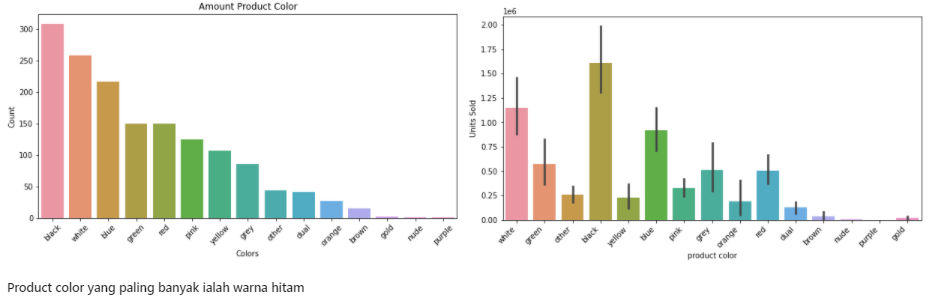 Amount Product Color
300
250
200
150
100
50
0
Count
black
white
blue
green
red
pink
yellow
grey
other
dual
orange
brown
gold
nude
purple
Colors
1e6
2.00
1.75
1.50
1.25
1.00
0.75
0.50
0.25
0.00
Units Sold
white
green
other
black
yellow
blue
pink
grey
orange
red
dual
brown
nude
purple
gold
product color
Product color yang paling banyak ialah warna hitam